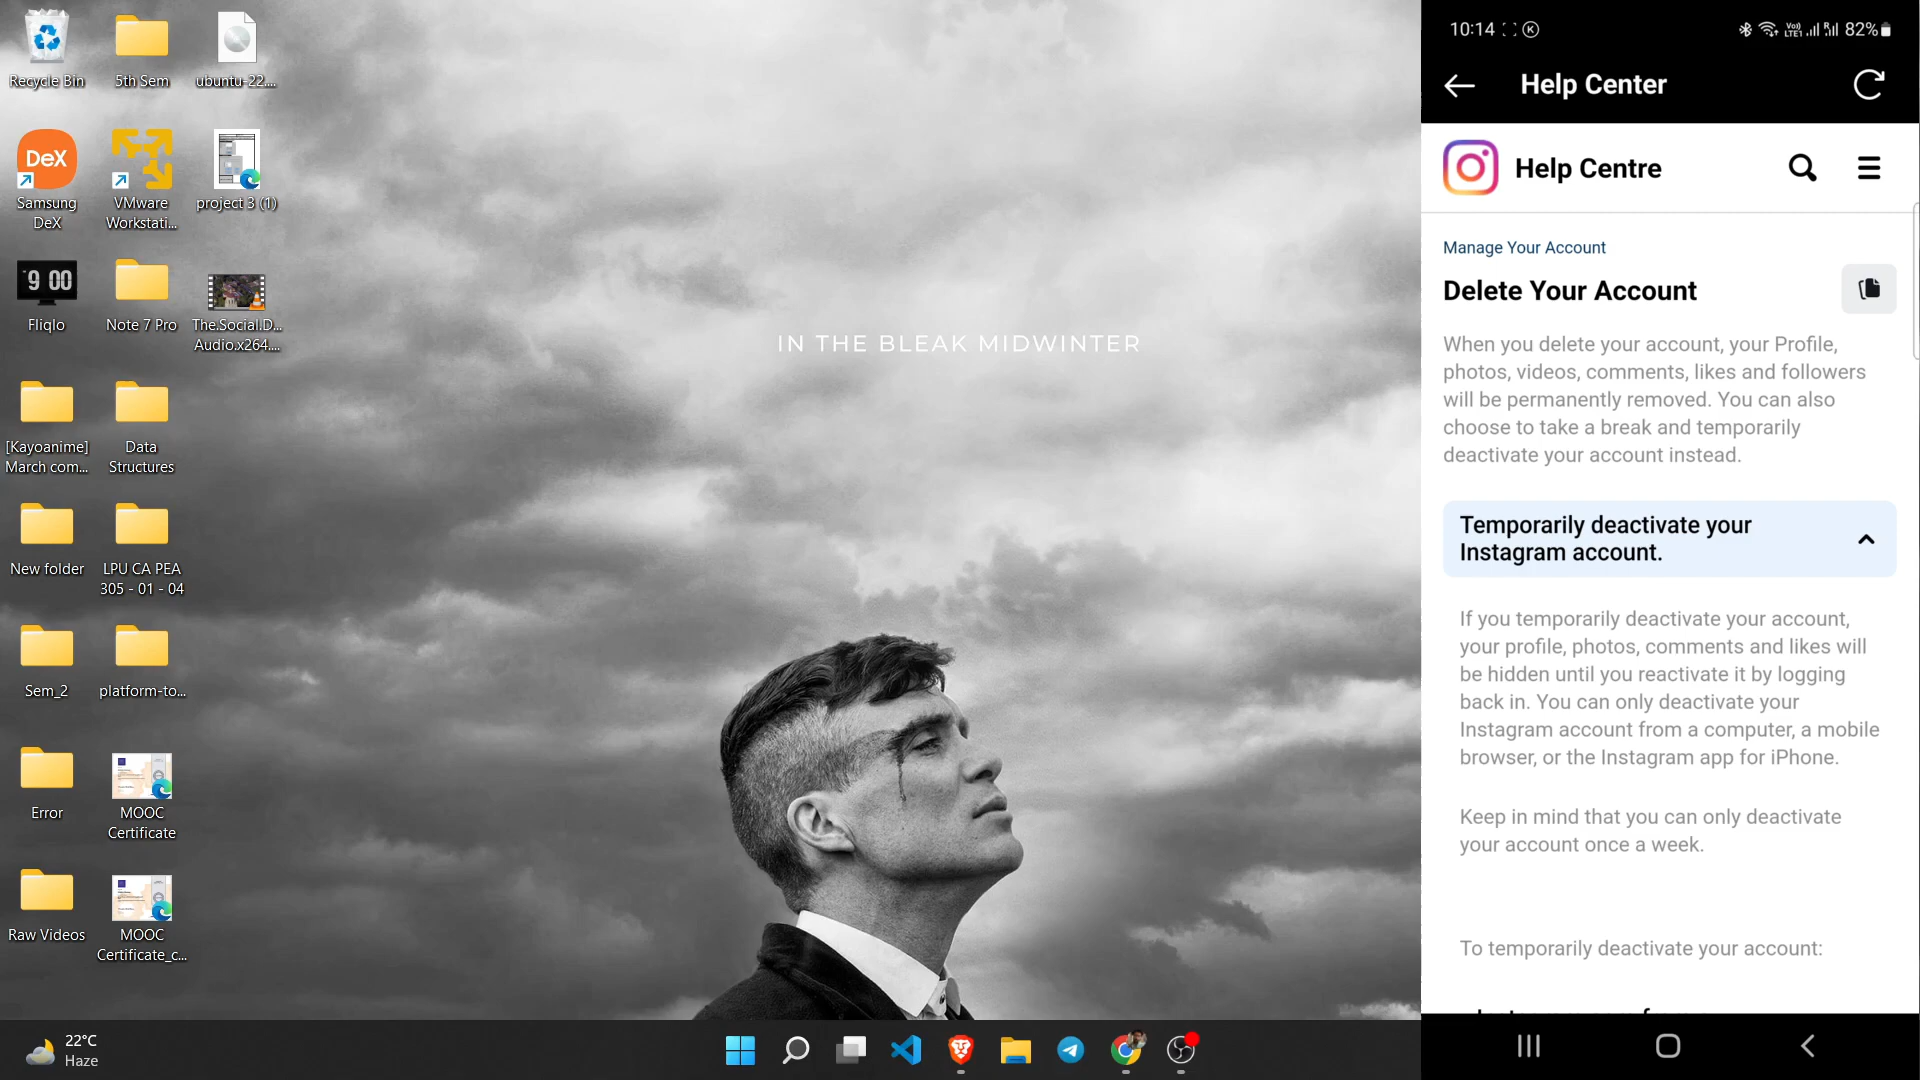 Recycle Bin
5th Sem
ubuntu-22....
DeX
Samsung
DeX
VMware
Workstati...
project 3 (1)
9 00
Fliqlo
Note 7 Pro
The.Social.D...
Audio.x264....
[Kayoanime]
March com...
Data
Structures
New folder
LPU CA PEA
305 - 01 - 04
Sem_2
platform-to...
Error
MOOC
Certificate
Raw Videos
MOOC
Certificate_c...
IN THE BLEAK MIDWINTER
22°C
Haze
10:14
K
Vo)
LTE1
R
82%
Help Center
Help Centre
Manage Your Account
Delete Your Account
When you delete your account, your Profile,
photos, videos, comments, likes and followers
will be permanently removed. You can also
choose to take a break and temporarily
deactivate your account instead.
Temporarily deactivate your
Instagram account.
If you temporarily deactivate your account,
your profile, photos, comments and likes will
be hidden until you reactivate it by logging
back in. You can only deactivate your
Instagram account from a computer, a mobile
browser, or the Instagram app for iPhone.
Keep in mind that you can only deactivate
your account once a week.
To temporarily deactivate your account: